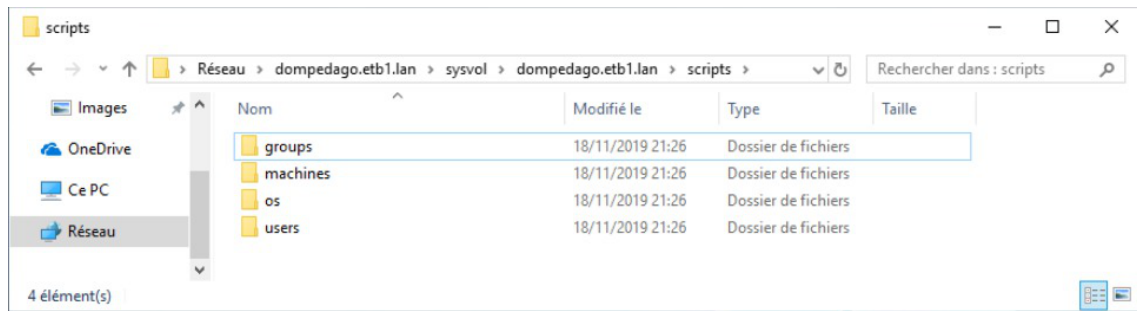 scripts
Réseau > dompedago.etb1.lan > sysvol > dompedago.etb1.lan > scripts >
Rechercher dans : scripts
Images
OneDrive
Ce PC
Réseau
Nom Modifié le Type Taille
groups 18/11/2019 21:26 Dossier de fichiers
machines 18/11/2019 21:26 Dossier de fichiers
os 18/11/2019 21:26 Dossier de fichiers
users 18/11/2019 21:26 Dossier de fichiers
4 élément(s)